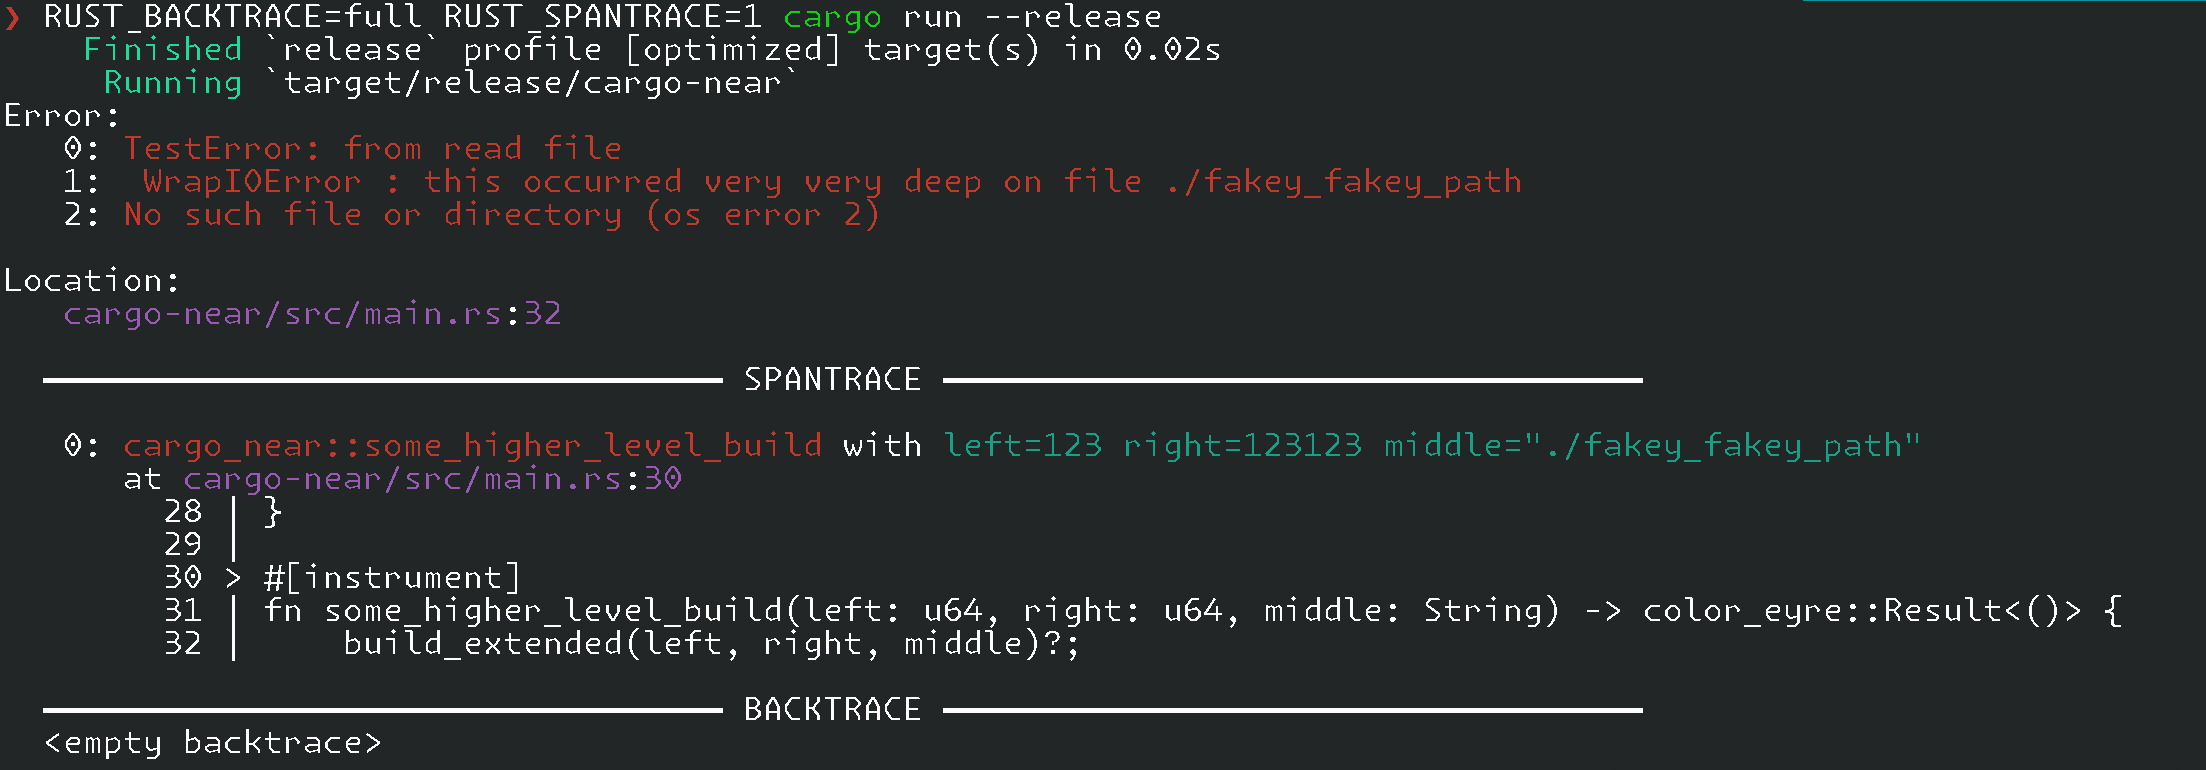 ❯ RUST_BACKTRACE=full RUST_SPANTRACE=1 cargo run --release
    Finished `release` profile [optimized] target(s) in 0.02s
     Running `target/release/cargo-near`
Error:
   0: TestError: from read file
   1:  WrapIOError : this occurred very very deep on file ./fakey_fakey_path
   2: No such file or directory (os error 2)
Location:
   cargo-near/src/main.rs:32
SPANTRACE
   0: cargo_near::some_higher_level_build with left=123 right=123123 middle="./fakey_fakey_path"
      at cargo-near/src/main.rs:30
        28 │ }
        29 │
        30 > #[instrument]
        31 │ fn some_higher_level_build(left: u64, right: u64, middle: String) -> color_eyre::Result<()> {
        32 │     build_extended(left, right, middle)?;
BACKTRACE
  <empty backtrace>